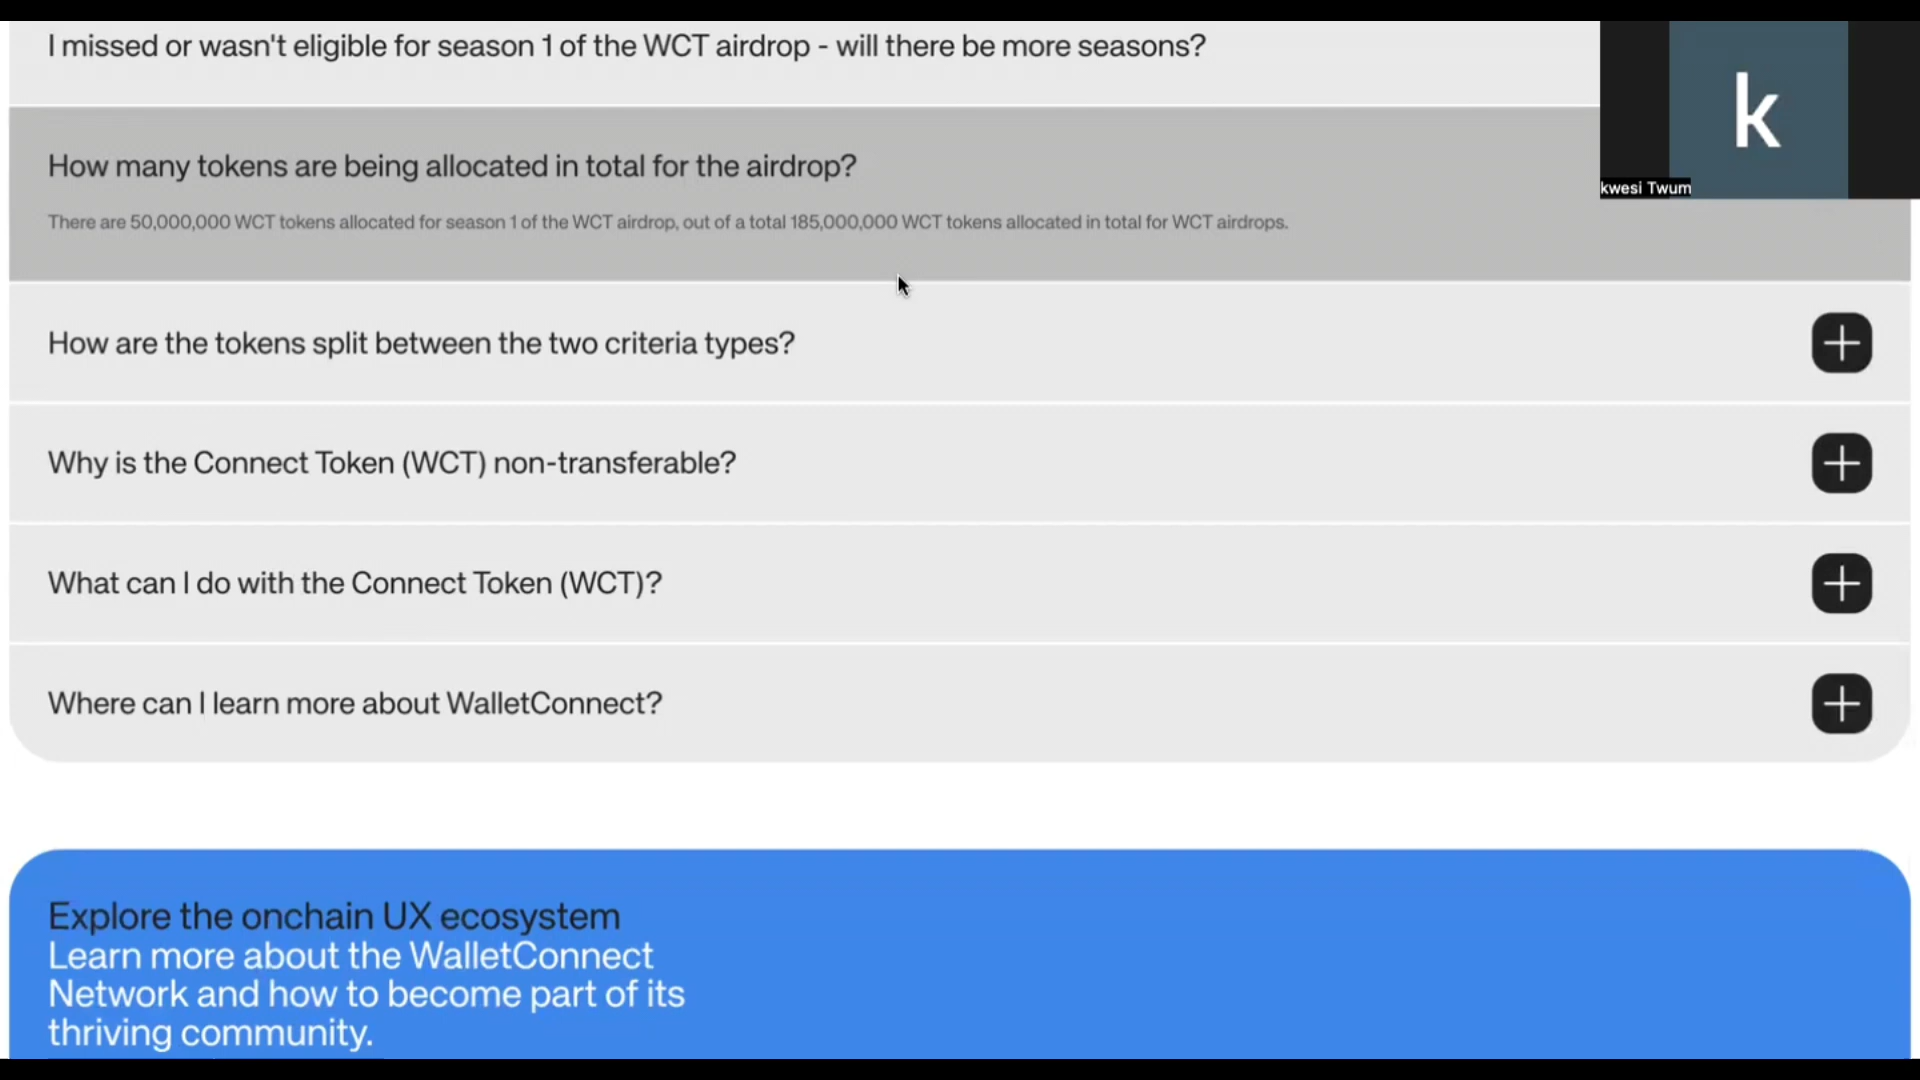 I missed or wasn't eligible for season 1 of the WCT airdrop - will there be more seasons?
k
kwesi Twum
How many tokens are being allocated in total for the airdrop?
There are 50,000,000 WCT tokens allocated for season 1 of the WCT airdrop, out of a total 185,000,000 WCT tokens allocated in total for WCT airdrops.
How are the tokens split between the two criteria types?
Why is the Connect Token (WCT) non-transferable?
What can I do with the Connect Token (WCT)?
Where can I learn more about WalletConnect?
Explore the onchain UX ecosystem
Learn more about the WalletConnect
Network and how to become part of its
thriving community.